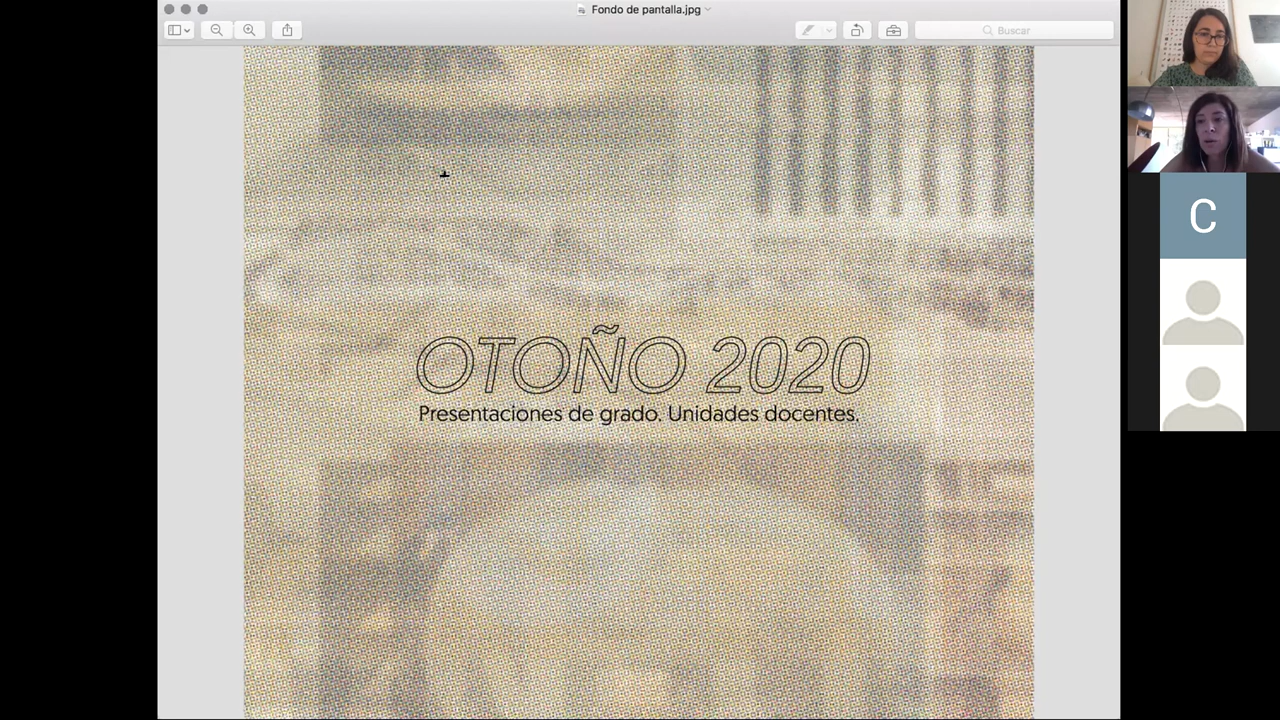 Fondo de pantalla.jpg
Buscar
OTOÑO 2020
Presentaciones de grado. Unidades docentes.
C